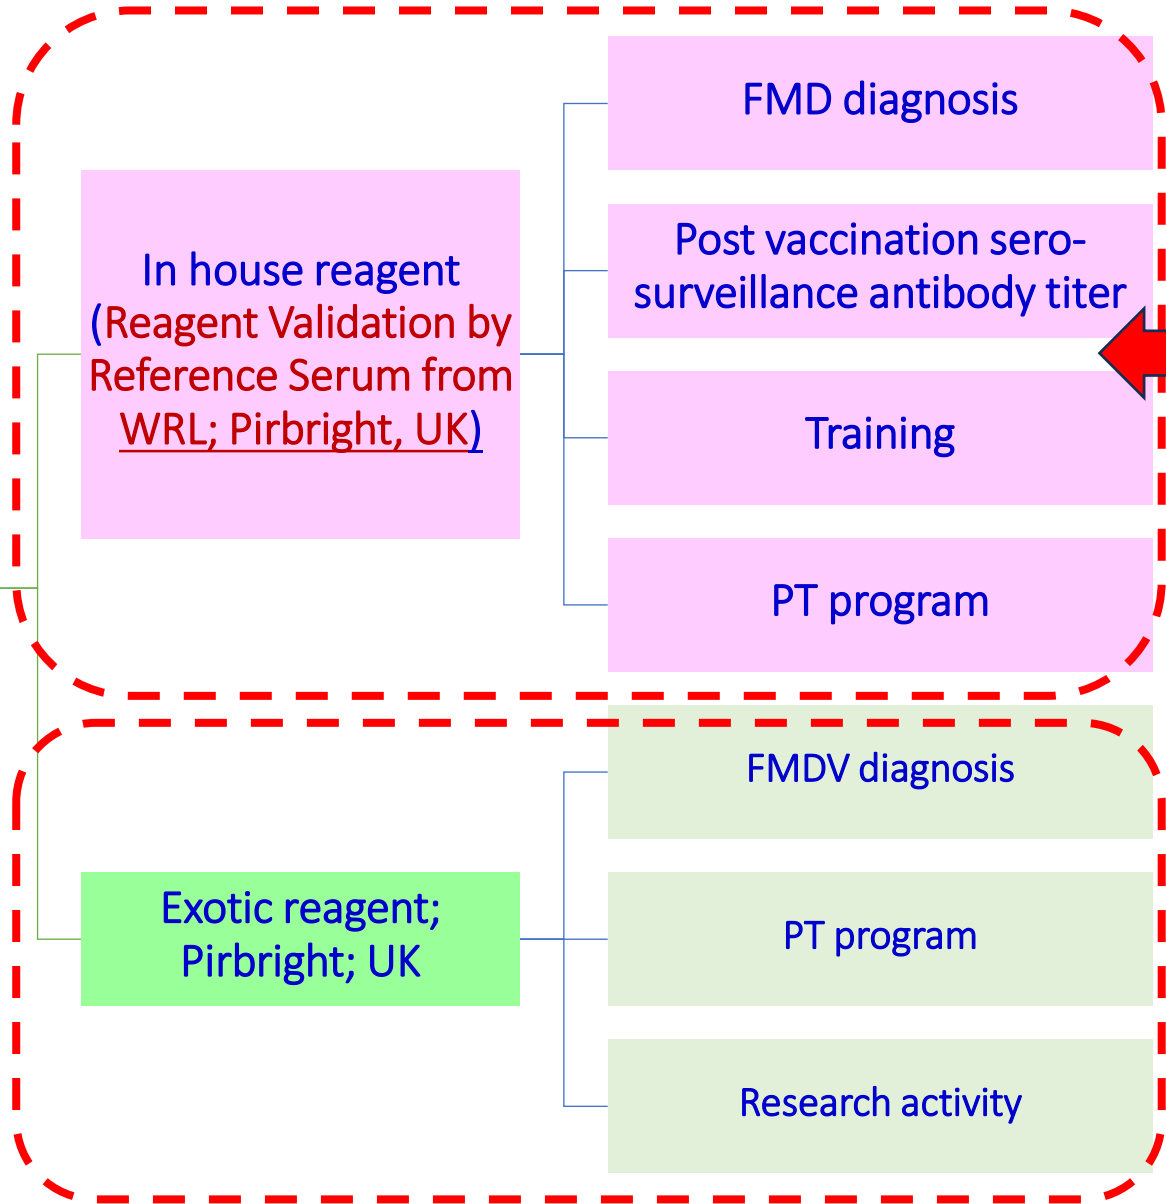 FMD diagnosis
Post vaccination sero-
surveillance antibody titer
In house reagent
(Reagent Validation by
Reference Serum from
WRL; Pirbright, UK)
Training
PT program
FMDV diagnosis
Exotic reagent;
Pirbright; UK
PT program
Research activity